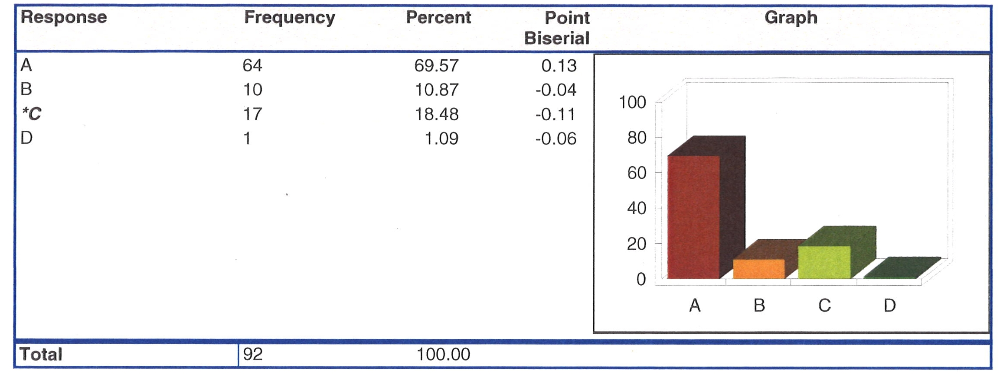 Response Frequency Percent Point Biserial Graph
A 64 69.57 0.13
B 10 10.87 -0.04
*C 17 18.48 -0.11
D 1 1.09 -0.06
100
80
60
40
20
0
A B C D
Total 92 100.00